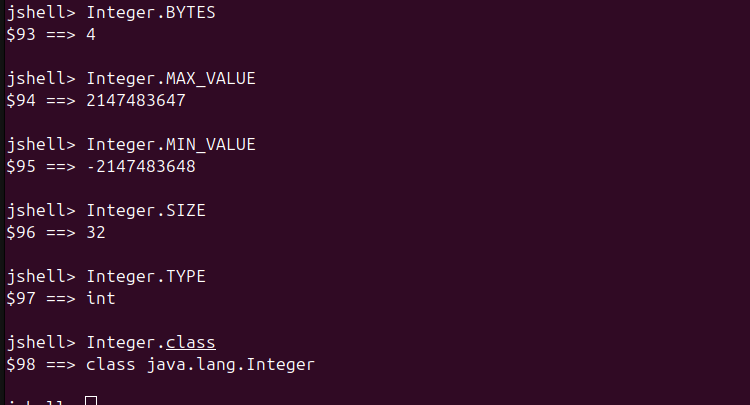 jshell> Integer.BYTES
$93 ==> 4
jshell> Integer.MAX_VALUE
$94 ==> 2147483647
jshell> Integer.MIN_VALUE
$95 ==> -2147483648
jshell> Integer.SIZE
$96 ==> 32
jshell> Integer.TYPE
$97 ==> int
jshell> Integer.class
$98 ==> class java.lang.Integer
jshell>